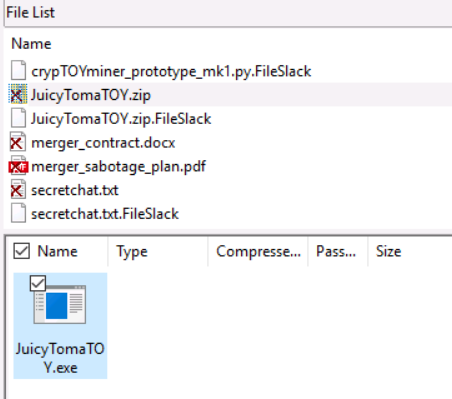 File List
Name
crypTOYminer_prototype_mk1.py.FileSlack
JuicyTomaTOY.zip
JuicyTomaTOY.zip.FileSlack
merger_contract.docx
merger_sabotage_plan.pdf
secretchat.txt
secretchat.txt.FileSlack
Name Type Compresse... Pass... Size
JuicyTomaTO
Y.exe